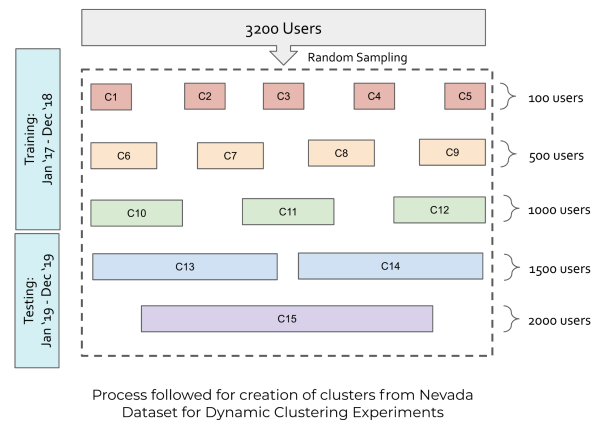 3200 Users
Random Sampling
Training:
Jan '17 - Dec '18
C1 C2 C3 C4 C5 100 users
C6 C7 C8 C9 500 users
C10 C11 C12 1000 users
Testing:
Jan '19 - Dec '19
C13 C14 1500 users
C15 2000 users
Process followed for creation of clusters from Nevada
Dataset for Dynamic Clustering Experiments